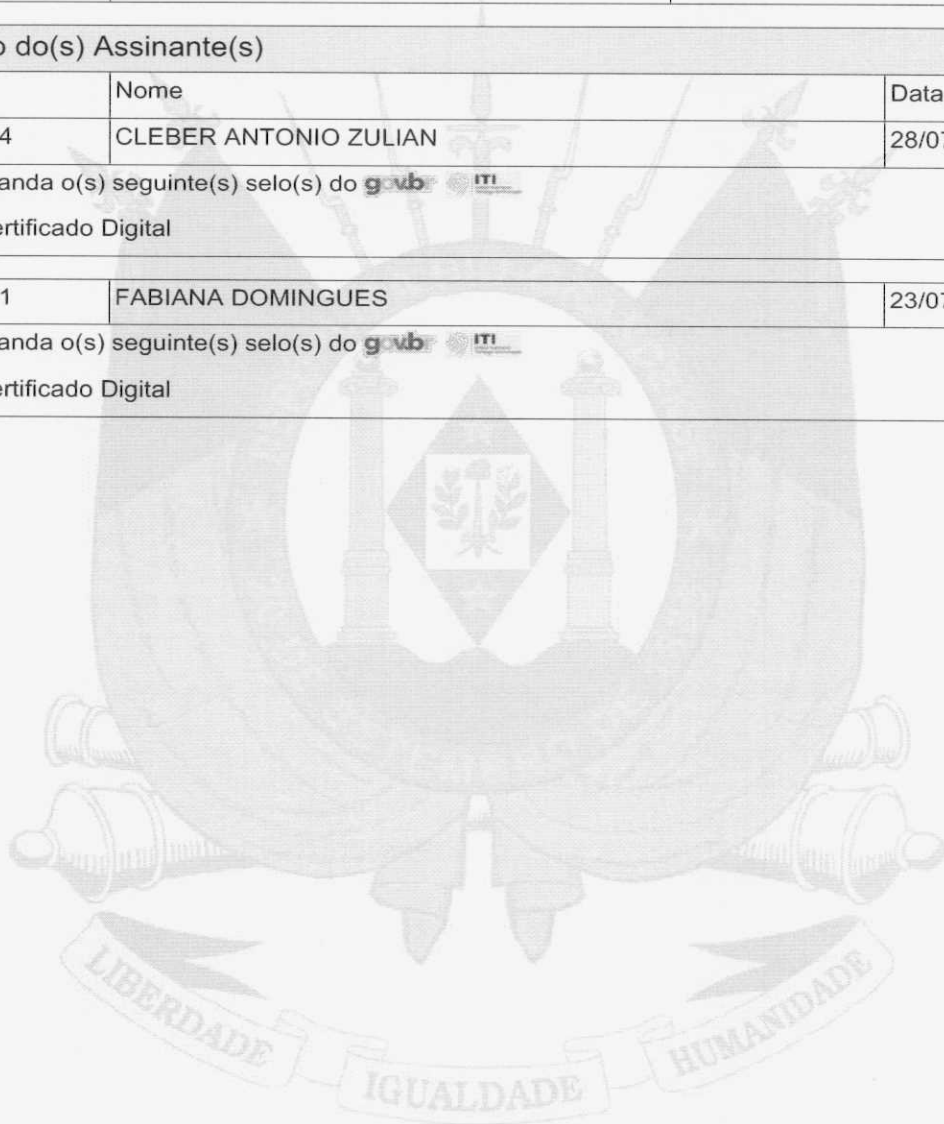 o do(s) Assinante(s)
Nome Data
4 CLEBER ANTONIO ZULIAN 28/07
anda o(s) seguinte(s) selo(s) do gov.br ITI
ertificado Digital
1 FABIANA DOMINGUES 23/07
anda o(s) seguinte(s) selo(s) do gov.br ITI
ertificado Digital
LIBERDADE IGUALDADE HUMANIDADE